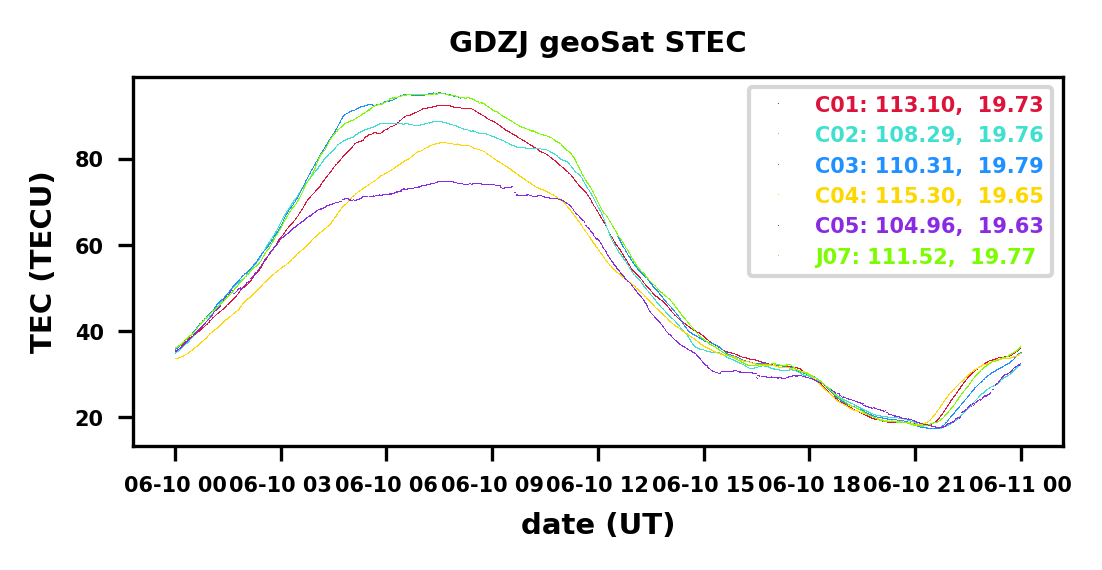 GDZJ geoSat STEC
C01: 113.10, 19.73
C02: 108.29, 19.76
C03: 110.31, 19.79
C04: 115.30, 19.65
C05: 104.96, 19.63
J07: 111.52, 19.77
TEC (TECU)
80
60
40
20
06-10 00 06-10 03 06-10 06 06-10 09 06-10 12 06-10 15 06-10 18 06-10 21 06-11 00
date (UT)